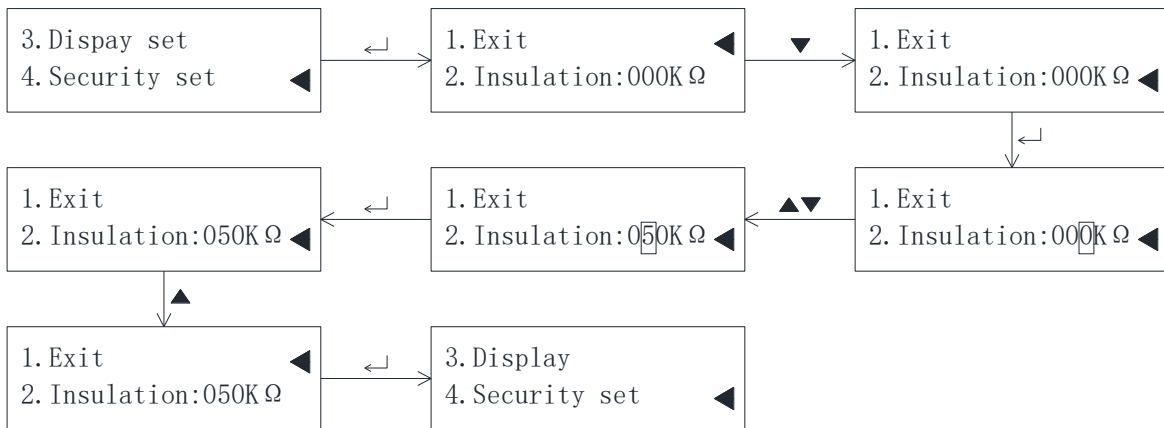 3.Dispay set
4.Security set
1.Exit
2.Insulation:000KΩ
1.Exit
2.Insulation:000KΩ
1.Exit
2.Insulation:050KΩ
1.Exit
2.Insulation:050KΩ
1.Exit
2.Insulation:000KΩ
1.Exit
2.Insulation:050KΩ
3.Display
4.Security set